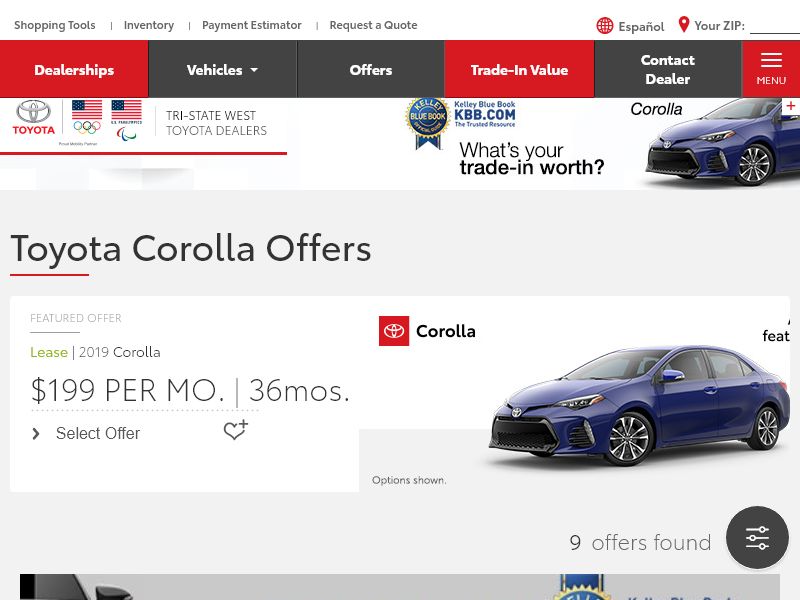 Shopping Tools | Inventory | Payment Estimator | Request a Quote
Español
Your ZIP:
Dealerships
Vehicles
Offers
Trade-In Value
Contact
Dealer
MENU
TOYOTA
TRI-STATE WEST
TOYOTA DEALERS
KELLEY
BLUE BOOK
Kelley Blue Book
KBB.COM
The Trusted Resource
What's your
trade-in worth?
Corolla
+
Toyota Corolla Offers
FEATURED OFFER
Lease | 2019 Corolla
$199 PER MO. | 36mos.
Select Offer
Corolla
feat
Options shown.
9 offers found